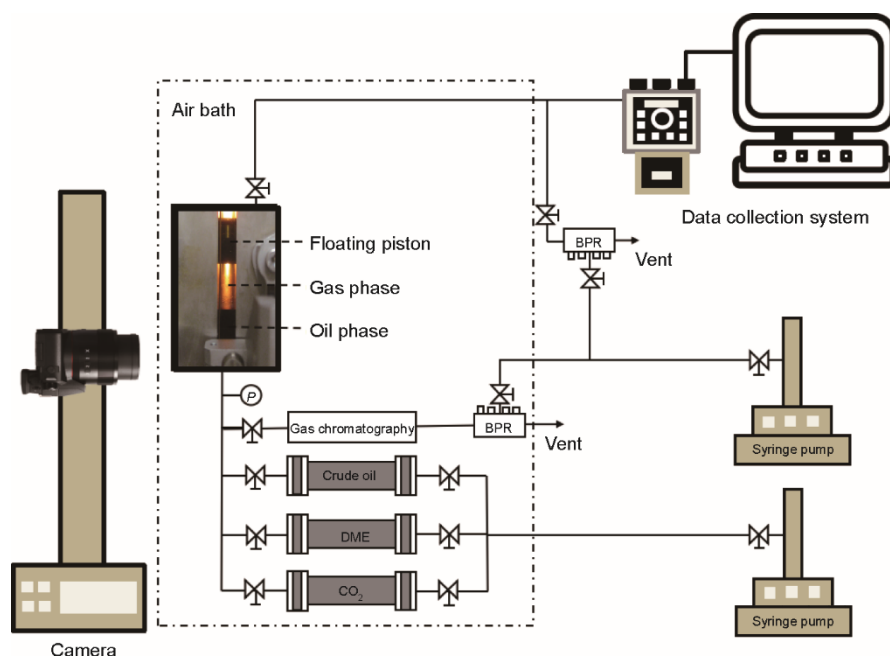 Air bath
Data collection system
Floating piston
Gas phase
Oil phase
BPR
Vent
P
Gas chromatography
BPR
Vent
Syringe pump
Crude oil
DME
CO₂
Syringe pump
Camera